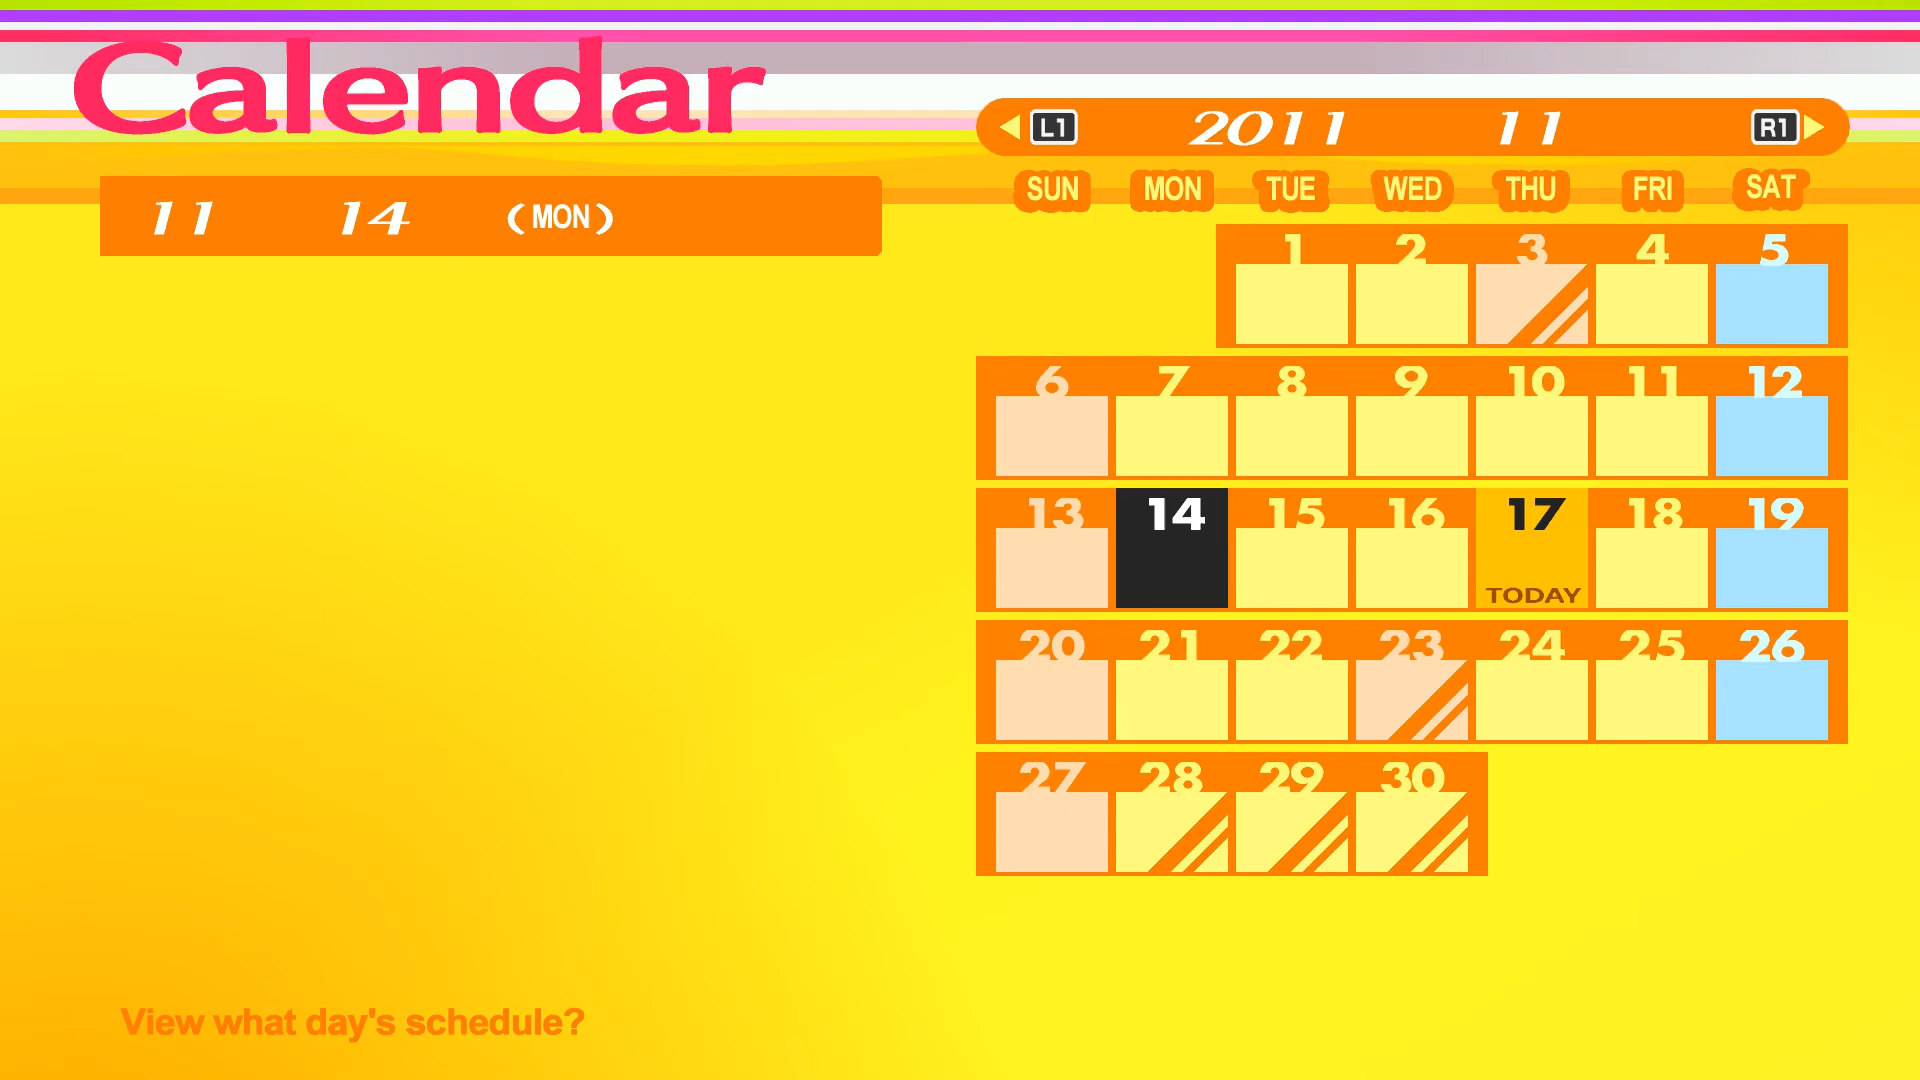 Calendar
L1 2011 11 R1
11 14 (MON)
SUN MON TUE WED THU FRI SAT
1 2 3 4 5
6 7 8 9 10 11 12
13 14 15 16 17 18 19
TODAY
20 21 22 23 24 25 26
27 28 29 30
View what day's schedule?